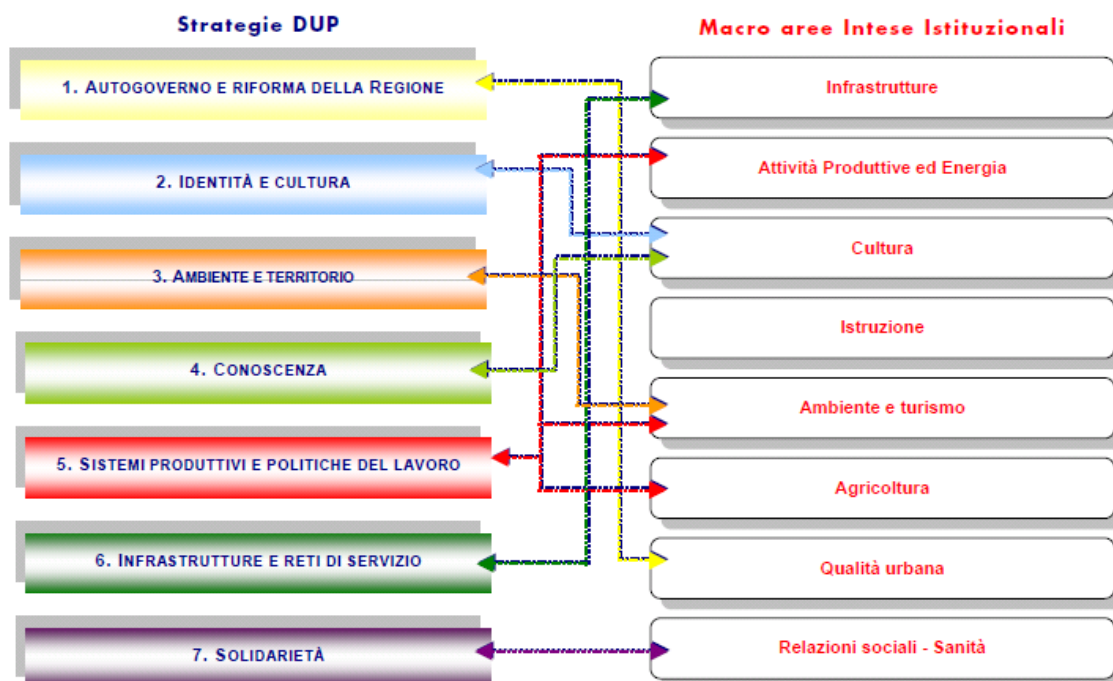 Strategie DUP
Macro aree Intese Istituzionali
1. AUTOGOVERNO E RIFORMA DELLA REGIONE
2. IDENTITÀ E CULTURA
3. AMBIENTE E TERRITORIO
4. CONOSCENZA
5. SISTEMI PRODUTTIVI E POLITICHE DEL LAVORO
6. INFRASTRUTTURE E RETI DI SERVIZIO
7. SOLIDARIETÀ
Infrastrutture
Attività Produttive ed Energia
Cultura
Istruzione
Ambiente e turismo
Agricoltura
Qualità urbana
Relazioni sociali - Sanità